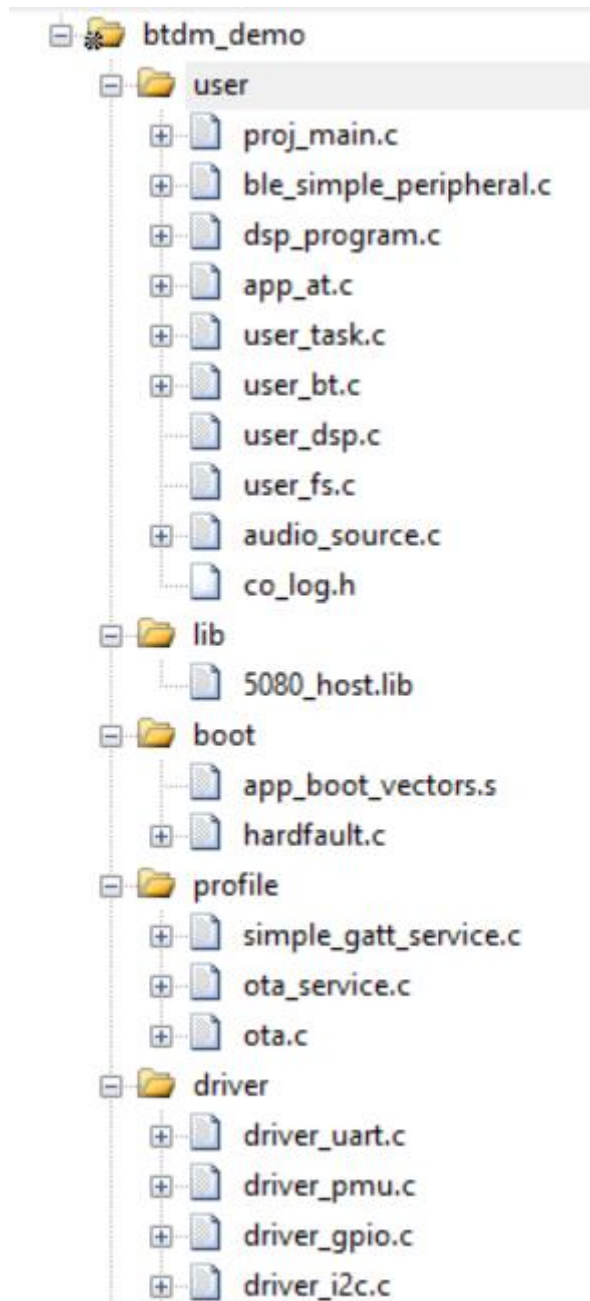 btdm_demo
user
proj_main.c
ble_simple_peripheral.c
dsp_program.c
app_at.c
user_task.c
user_bt.c
user_dsp.c
user_fs.c
audio_source.c
co_log.h
lib
5080_host.lib
boot
app_boot_vectors.s
hardfault.c
profile
simple_gatt_service.c
ota_service.c
ota.c
driver
driver_uart.c
driver_pmu.c
driver_gpio.c
driver_i2c.c